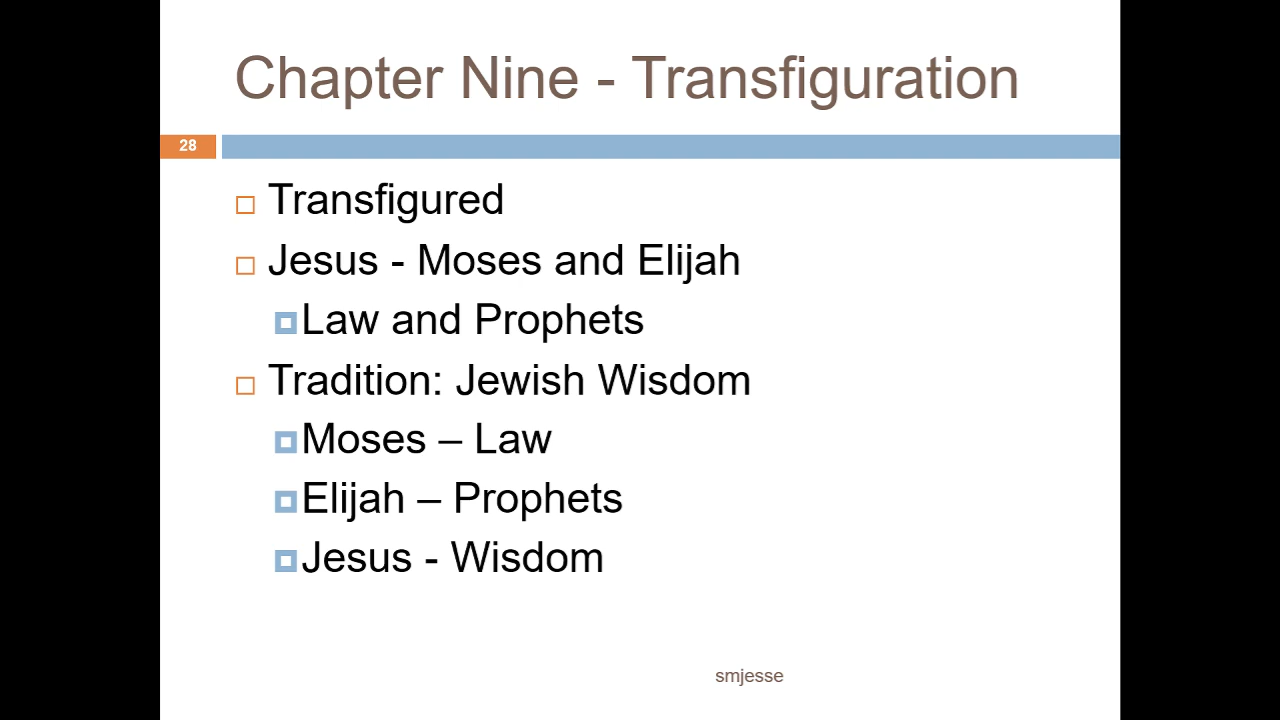 Chapter Nine - Transfiguration
28
Transfigured
Jesus - Moses and Elijah
Law and Prophets
Tradition: Jewish Wisdom
Moses – Law
Elijah – Prophets
Jesus - Wisdom
smjesse